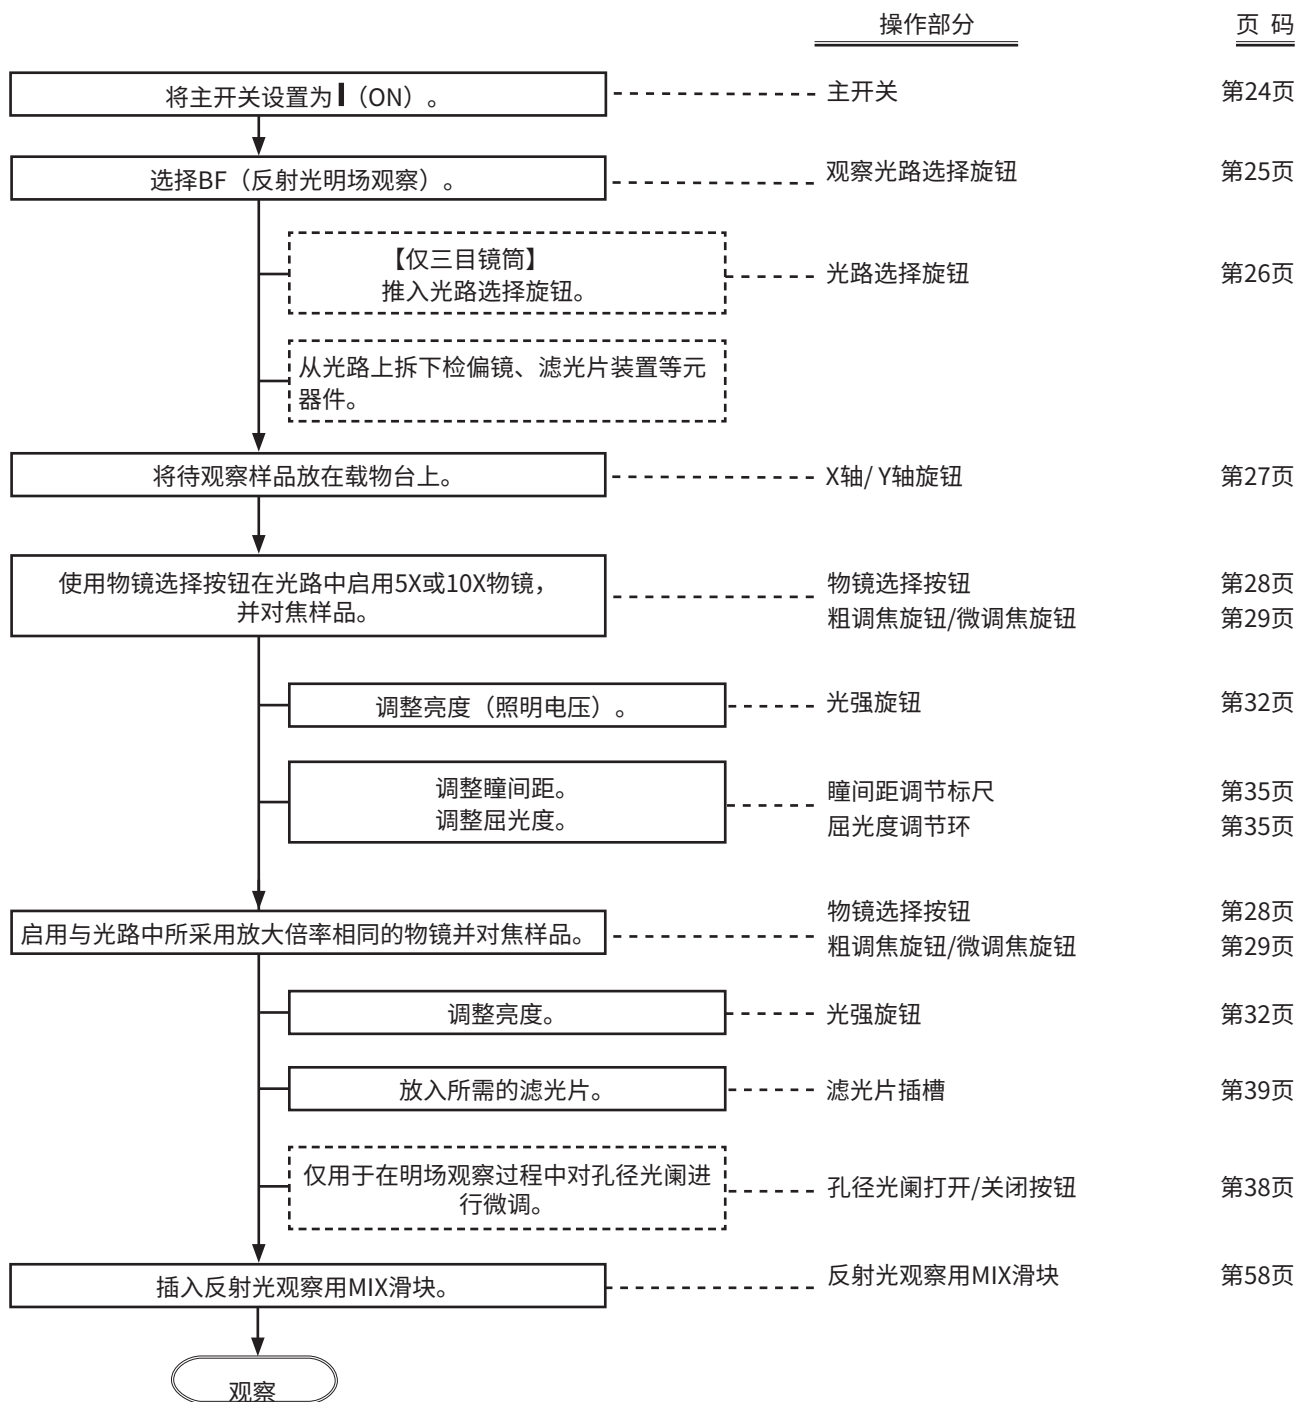 操作部分 页 码
将主开关设置为 I（ON）。 主开关 第24页
选择BF（反射光明场观察）。 观察光路选择旋钮 第25页
【仅三目镜筒】
推入光路选择旋钮。 光路选择旋钮 第26页
从光路上拆下检偏镜、滤光片装置等元
器件。
将待观察样品放在载物台上。 X轴/ Y轴旋钮 第27页
使用物镜选择按钮在光路中启用5X或10X物镜， 物镜选择按钮 第28页
并对焦样品。 粗调焦旋钮/微调焦旋钮 第29页
调整亮度（照明电压）。 光强旋钮 第32页
调整瞳间距。 瞳间距调节标尺 第35页
调整屈光度。 屈光度调节环 第35页
物镜选择按钮 第28页
启用与光路中所采用放大倍率相同的物镜并对焦样品。 粗调焦旋钮/微调焦旋钮 第29页
调整亮度。 光强旋钮 第32页
放入所需的滤光片。 滤光片插槽 第39页
仅用于在明场观察过程中对孔径光阑进
行微调。 孔径光阑打开/关闭按钮 第38页
插入反射光观察用MIX滑块。 反射光观察用MIX滑块 第58页
观察